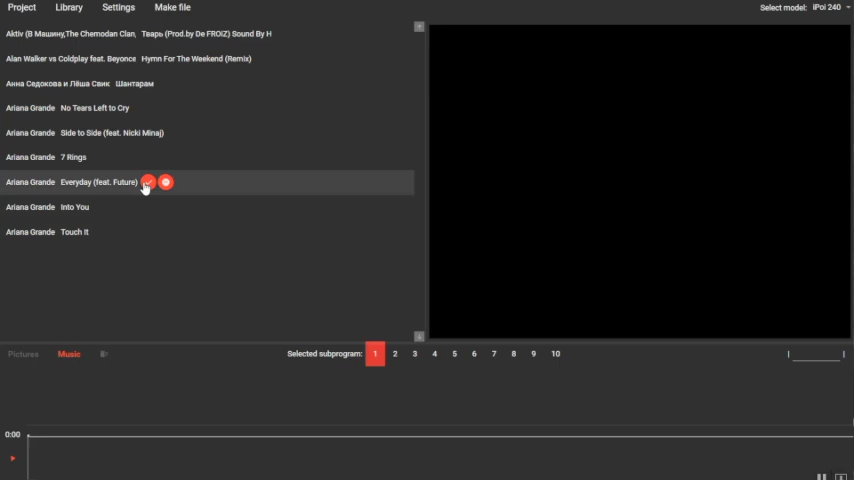 Project Library Settings Make file Select model: iPoi 240
Aktiv (В Машину,The Chemodan Clan, Тварь (Prod.by De FROiZ) Sound By H
Alan Walker vs Coldplay feat. Beyonce Hymn For The Weekend (Remix)
Анна Седокова и Лёша Свик Шантарам
Ariana Grande No Tears Left to Cry
Ariana Grande Side to Side (feat. Nicki Minaj)
Ariana Grande 7 Rings
Ariana Grande Everyday (feat. Future)
Ariana Grande Into You
Ariana Grande Touch It
Pictures Music Selected subprogram: 1 2 3 4 5 6 7 8 9 10
0:00